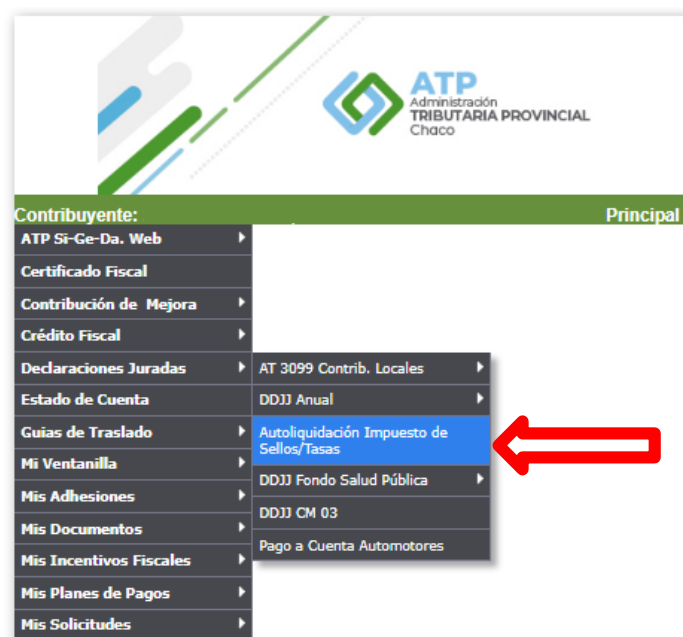 ATP
Administración
TRIBUTARIA PROVINCIAL
Chaco
Contribuyente:
Principal
ATP Si-Ge-Da. Web
Certificado Fiscal
Contribución de Mejora
Crédito Fiscal
Declaraciones Juradas
AT 3099 Contrib. Locales
Estado de Cuenta
DDJJ Anual
Guias de Traslado
Autoliquidación Impuesto de
Sellos/Tasas
Mi Ventanilla
DDJJ Fondo Salud Pública
Mis Adhesiones
DDJJ CM 03
Mis Documentos
Pago a Cuenta Automotores
Mis Incentivos Fiscales
Mis Planes de Pagos
Mis Solicitudes